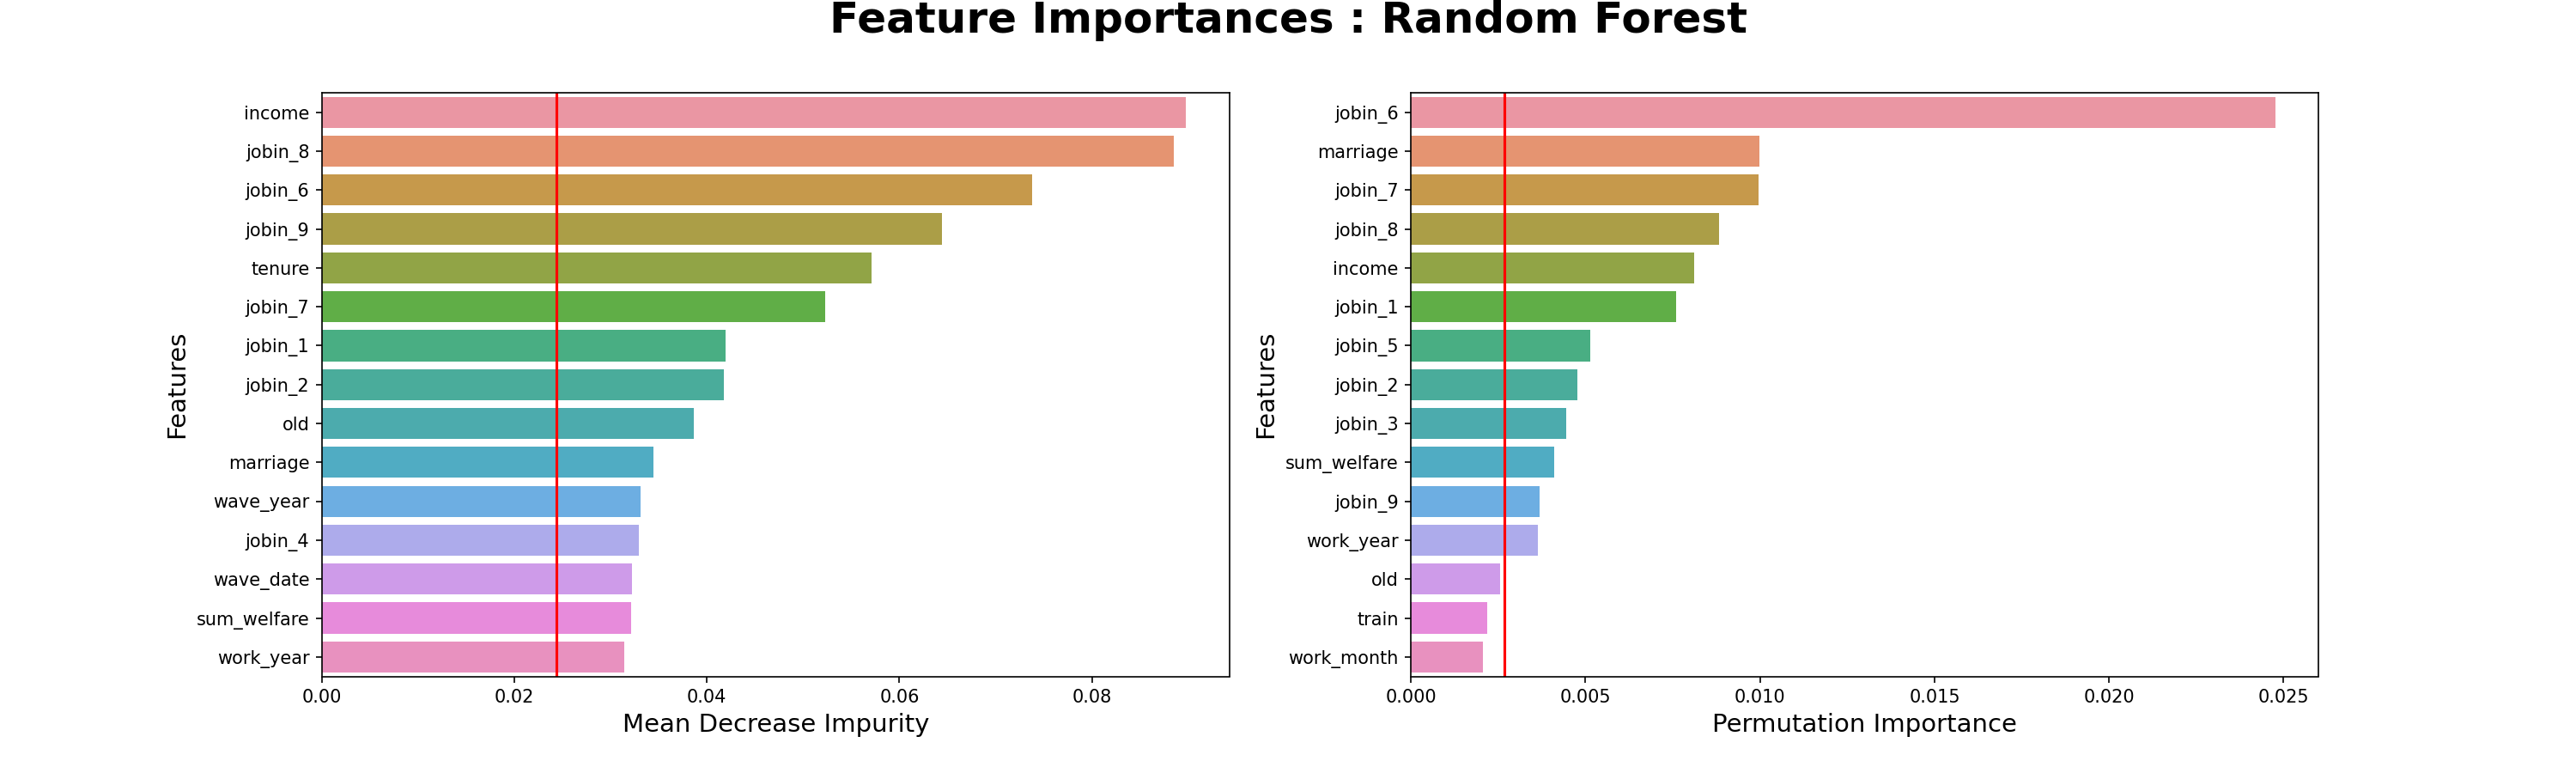 Feature Importances : Random Forest
Features
income
jobin_8
jobin_6
jobin_9
tenure
jobin_7
jobin_1
jobin_2
old
marriage
wave_year
jobin_4
wave_date
sum_welfare
work_year
0.00 0.02 0.04 0.06 0.08
Mean Decrease Impurity
Features
jobin_6
marriage
jobin_7
jobin_8
income
jobin_1
jobin_5
jobin_2
jobin_3
sum_welfare
jobin_9
work_year
old
train
work_month
0.000 0.005 0.010 0.015 0.020 0.025
Permutation Importance